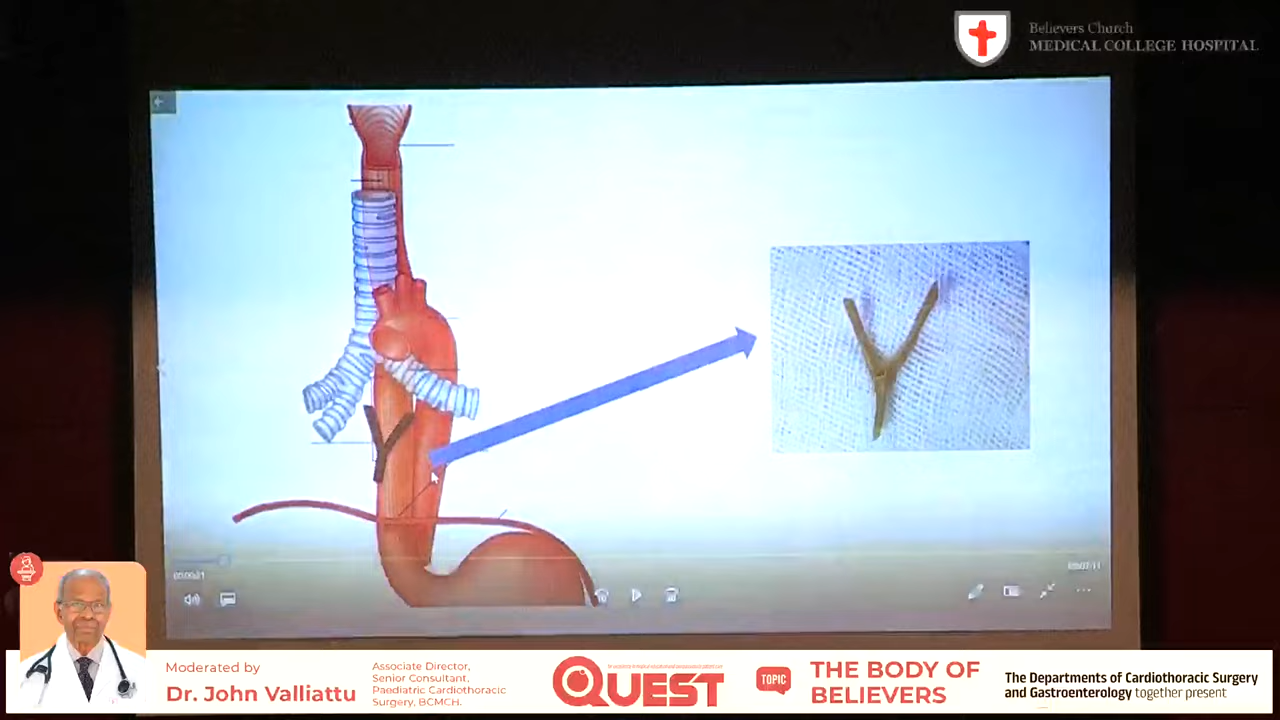 Believers Church
MEDICAL COLLEGE HOSPITAL
Moderated by
Dr. John Valliattu
Associate Director,
Senior Consultant,
Paediatric Cardiothoracic
Surgery, BCMCH.
QUEST
TOPIC
THE BODY OF
BELIEVERS
The Departments of Cardiothoracic Surgery
and Gastroenterology together present